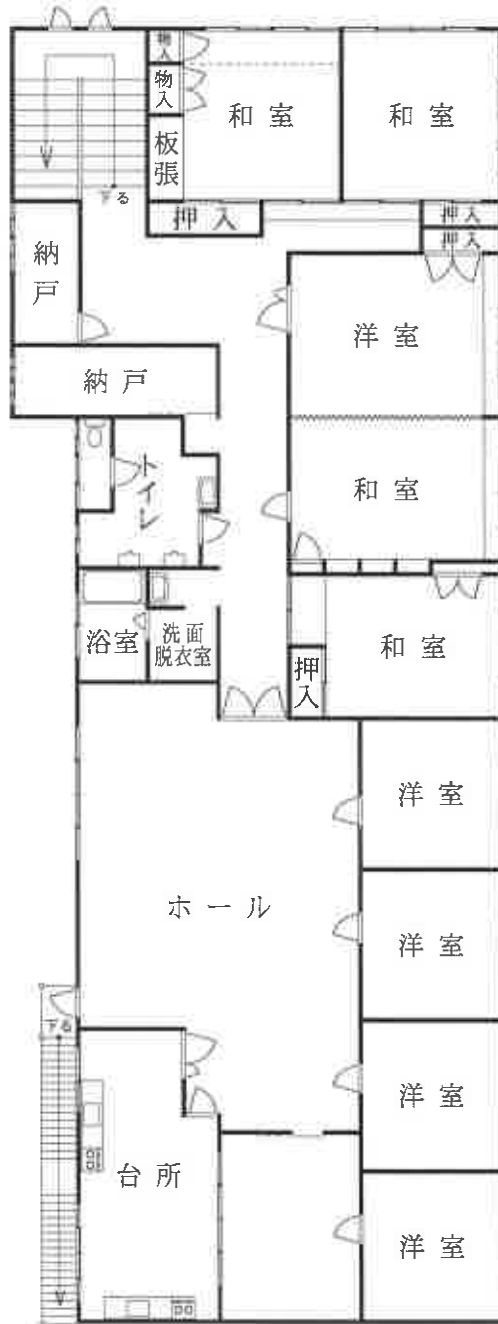 物入
物入
和室
和室
板張
下る
押入
押入
押入
納戸
洋室
納戸
和室
トイレ
浴室
洗面
脱衣室
和室
押入
洋室
ホール
洋室
下る
洋室
台所
洋室